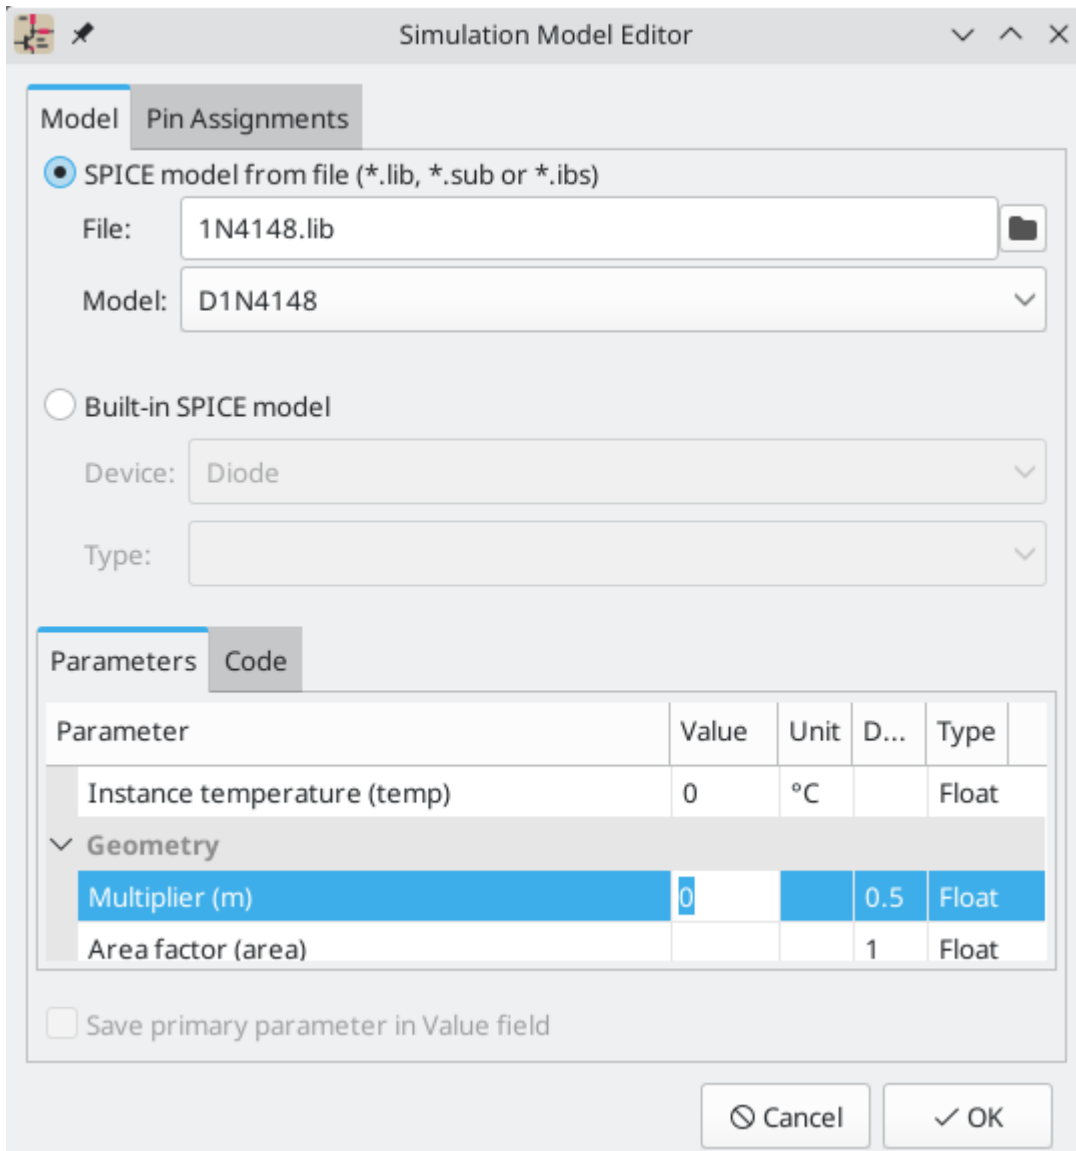 Simulation Model Editor
Model Pin Assignments
SPICE model from file (*.lib, *.sub or *.ibs)
File: 1N4148.lib
Model: D1N4148
Built-in SPICE model
Device: Diode
Type:
Parameters Code
Parameter Value Unit D... Type
Instance temperature (temp) 0 °C Float
Geometry
Multiplier (m) 0 0.5 Float
Area factor (area) 1 Float
Save primary parameter in Value field
Cancel OK